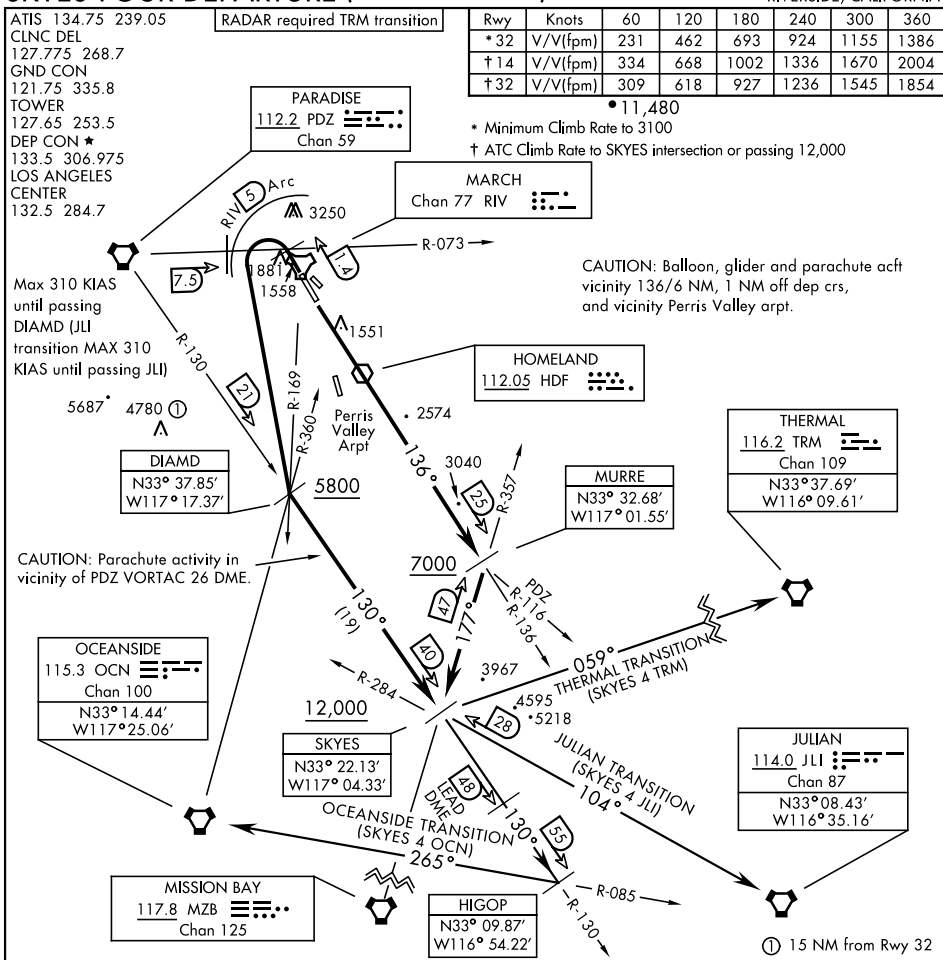 ATIS 134.75 239.05
CLNC DEL
127.775 268.7
GND CON
121.75 335.8
TOWER
127.65 253.5
DEP CON ★
133.5 306.975
LOS ANGELES
CENTER
132.5 284.7
RADAR required TRM transition
Rwy Knots 60 120 180 240 300 360
* 32 V/V(fpm) 231 462 693 924 1155 1386
† 14 V/V(fpm) 334 668 1002 1336 1670 2004
† 32 V/V(fpm) 309 618 927 1236 1545 1854
11,480
* Minimum Climb Rate to 3100
† ATC Climb Rate to SKYES intersection or passing 12,000
PARADISE
112.2 PDZ
Chan 59
MARCH
Chan 77 RIV
RIV 5 Arc
3250
R-073
7.5
1.4
1881
1558
1551
CAUTION: Balloon, glider and parachute acft
vicinity 136/6 NM, 1 NM off dep crs,
and vicinity Perris Valley arpt.
Max 310 KIAS
until passing
DIAMD (JLI
transition MAX 310
KIAS until passing JLI)
R-130
21
R-169
R-360
5687
4780 ①
HOMELAND
112.05 HDF
Perris
Valley
Arpt
2574
136°
3040
25
R-357
THERMAL
116.2 TRM
Chan 109
N33° 37.69'
W116° 09.61'
DIAMD
N33° 37.85'
W117° 17.37'
5800
MURRE
N33° 32.68'
W117° 01.55'
CAUTION: Parachute activity in
vicinity of PDZ VORTAC 26 DME.
7000
130°
(19)
47
177°
PDZ
R-116
R-136
40
R-284
3967
059°
THERMAL TRANSITION
(SKYES 4 TRM)
OCEANSIDE
115.3 OCN
Chan 100
N33° 14.44'
W117° 25.06'
12,000
4595
5218
28
SKYES
N33° 22.13'
W117° 04.33'
JULIAN TRANSITION
(SKYES 4 JLI)
104°
JULIAN
114.0 JLI
Chan 87
N33° 08.43'
W116° 35.16'
48
LEAD
DME
130°
55
OCEANSIDE TRANSITION
(SKYES 4 OCN)
265°
R-085
R-130
MISSION BAY
117.8 MZB
Chan 125
HIGOP
N33° 09.87'
W116° 54.22'
① 15 NM from Rwy 32